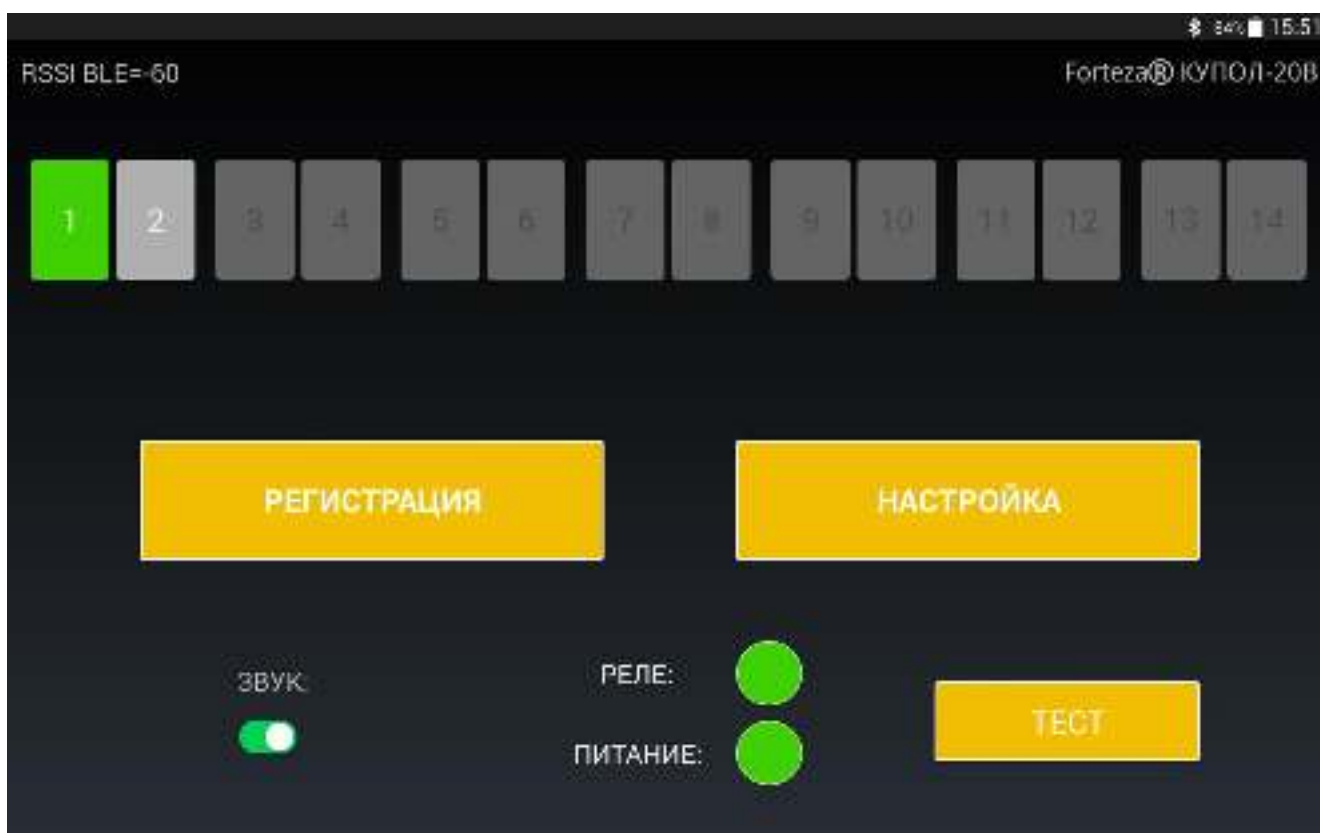 84% 15:51
RSSI BLE=-60
Forteza® КУПОЛ-20В
1 2 3 4 5 6 7 8 9 10 11 12 13 14
РЕГИСТРАЦИЯ
НАСТРОЙКА
ЗВУК:
РЕЛЕ:
ТЕСТ
ПИТАНИЕ: